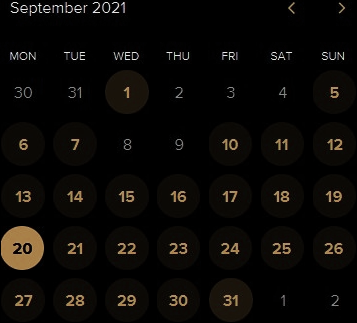 September 2021
MON TUE WED THU FRI SAT SUN
30 31 1 2 3 4 5
6 7 8 9 10 11 12
13 14 15 16 17 18 19
20 21 22 23 24 25 26
27 28 29 30 31 1 2